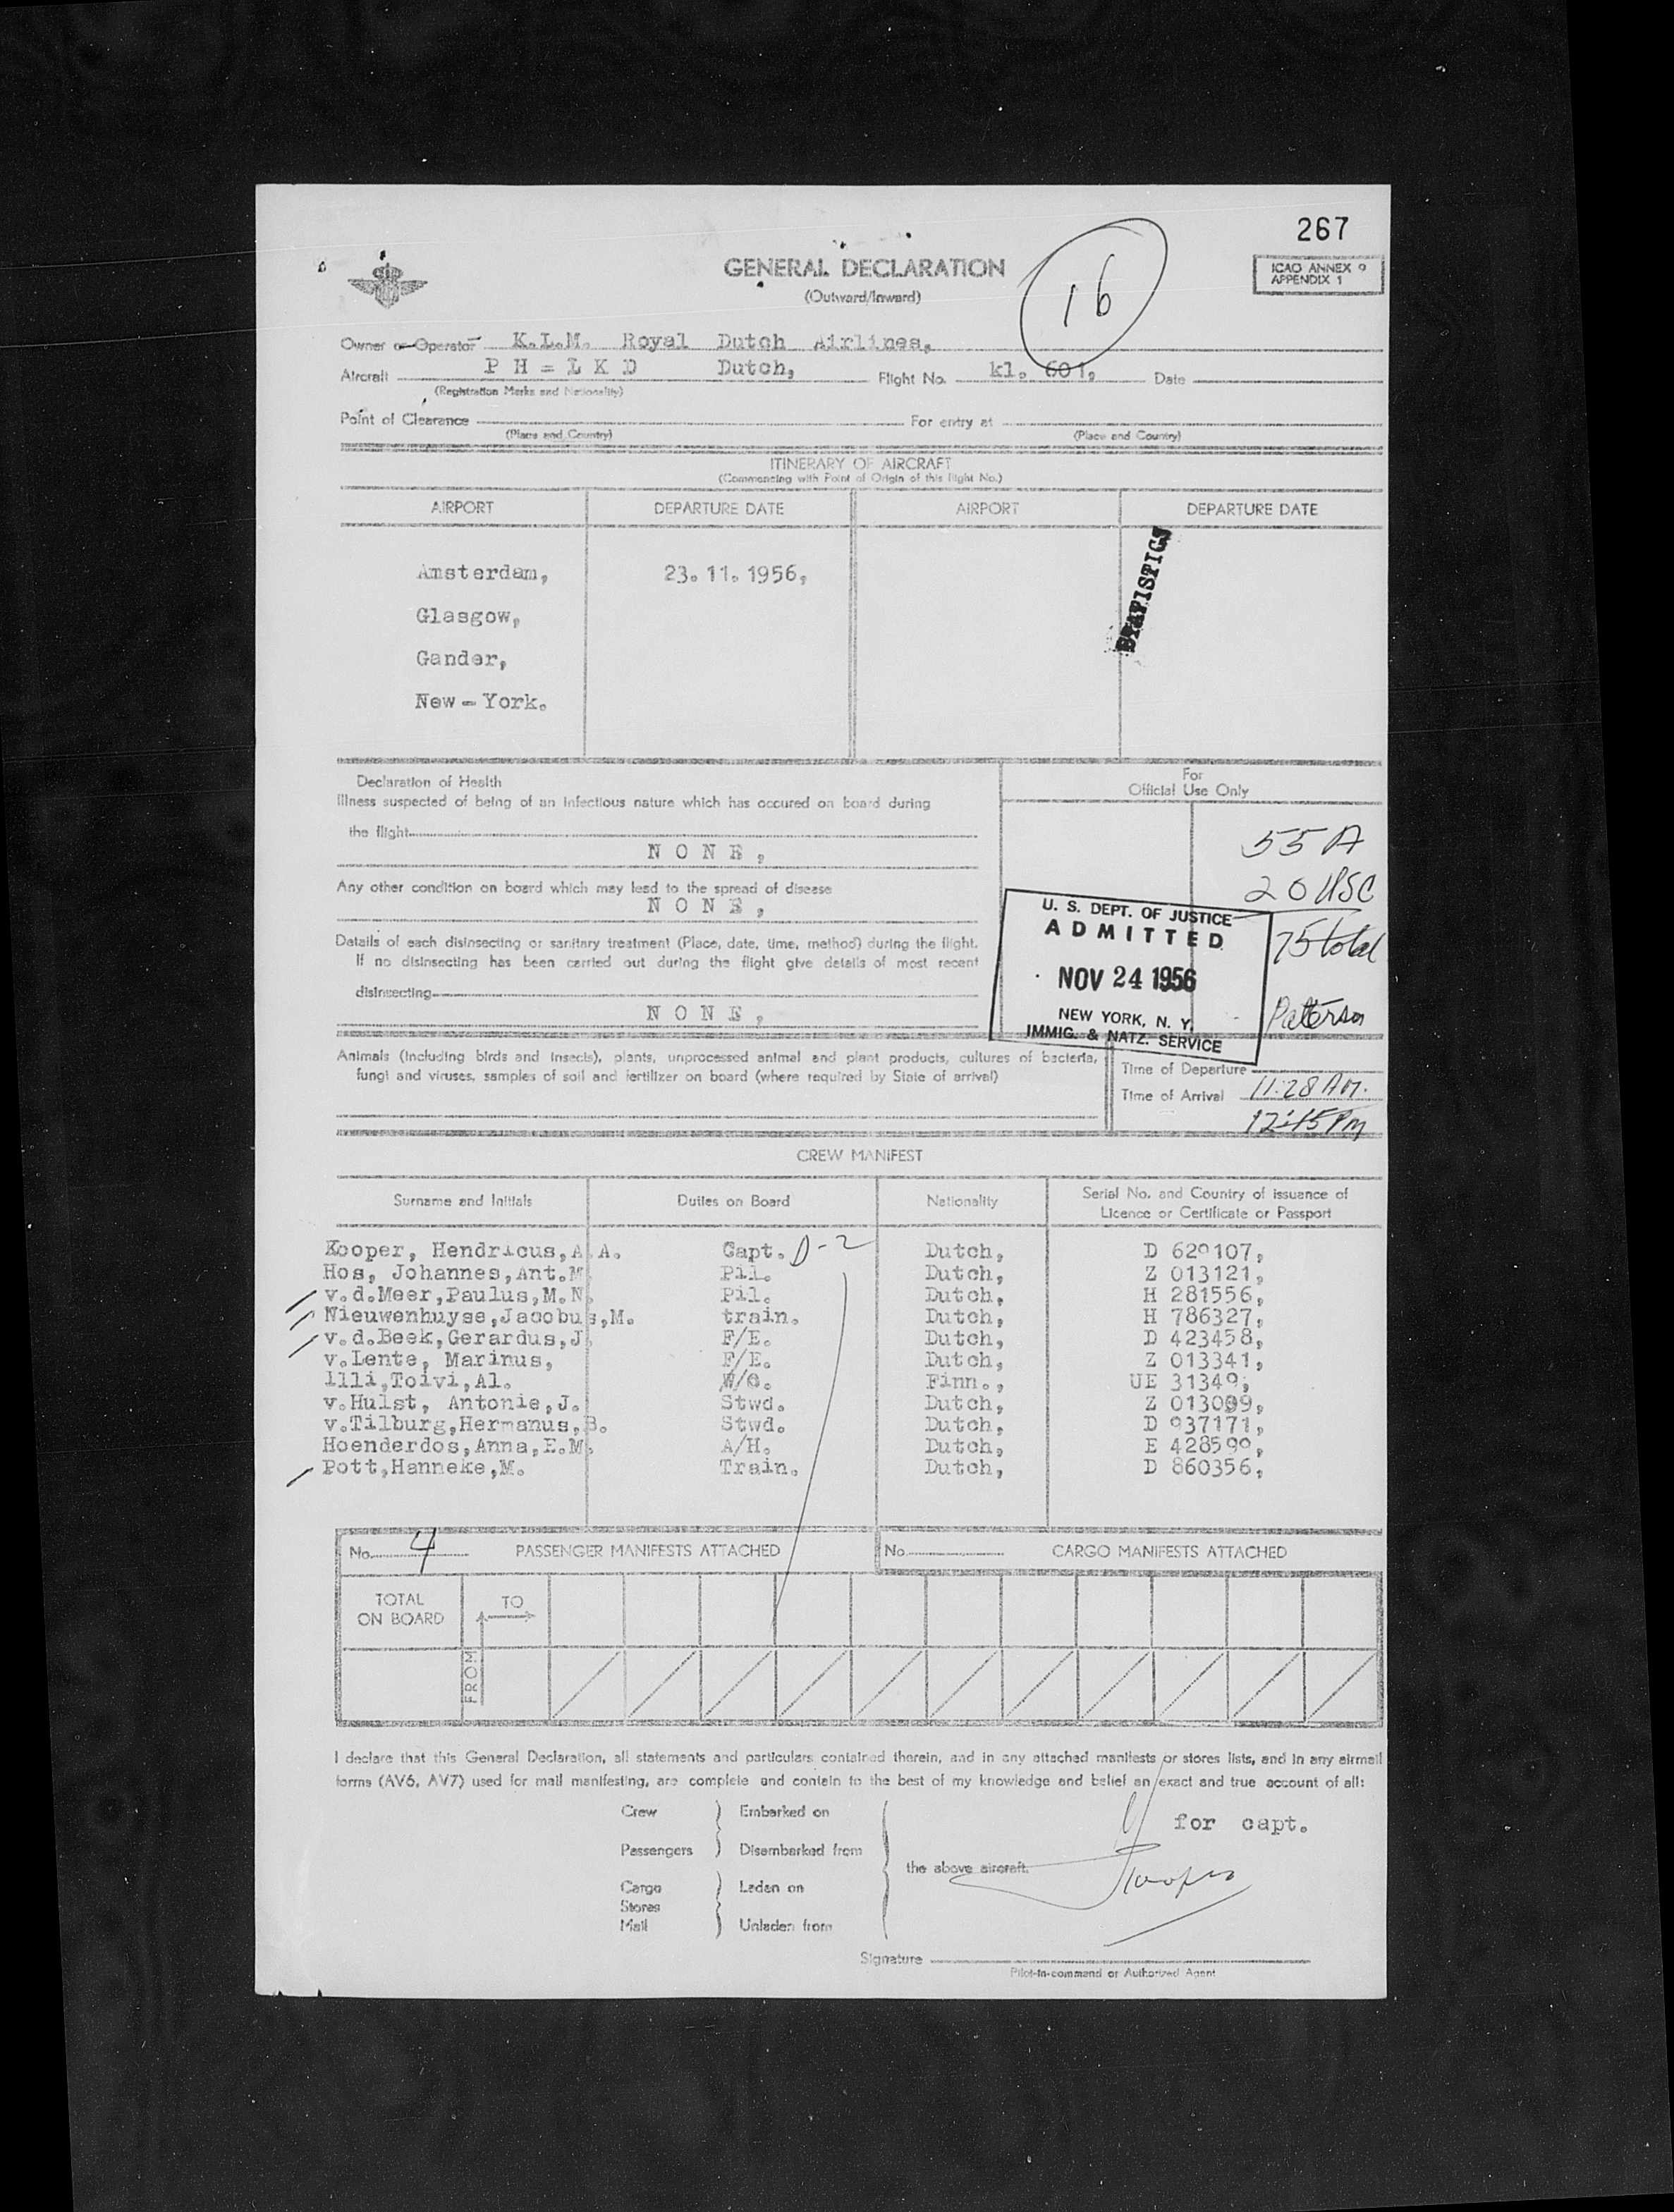 267
GENERAL DECLARATION
(Outward/Inward)
16
ICAO ANNEX 9
APPENDIX 1
Owner or Operator K.L.M. Royal Dutch Airlines,
Aircraft P H = L K D Dutch, Flight No. kl. 601, Date
(Registration Marks and Nationality)
Point of Clearance For entry at
(Place and Country) (Place and Country)
ITINERARY OF AIRCRAFT
(Commencing with Point of Origin of this flight No.)
AIRPORT DEPARTURE DATE AIRPORT DEPARTURE DATE
STATISTICS
Amsterdam, 23.11.1956,
Glasgow,
Gander,
New - York.
Declaration of Health
Illness suspected of being of an infectious nature which has occured on board during
the flight
N O N E ,
Any other condition on board which may lead to the spread of disease
N O N E ,
Details of each disinsecting or sanitary treatment (Place, date, time, method) during the flight.
If no disinsecting has been carried out during the flight give details of most recent
disinsecting
N O N E ,
For
Official Use Only
55 A
20 USC
75 total
Patterson
U. S. DEPT. OF JUSTICE
ADMITTED
NOV 24 1956
NEW YORK, N. Y.
IMMIG. & NATZ. SERVICE
Animals (including birds and insects), plants, unprocessed animal and plant products, cultures of bacteria,
fungi and viruses, samples of soil and fertilizer on board (where required by State of arrival)
Time of Departure
Time of Arrival 11:28 AM.
12:15 PM
CREW MANIFEST
Surname and Initials Duties on Board Nationality Serial No. and Country of issuance of
Licence or Certificate or Passport
Kooper, Hendricus,A.A. Capt. D-2 Dutch, D 629107,
Hos, Johannes,Ant.M. Pil. Dutch, Z 013121,
v.d.Meer,Paulus,M.N. Pil. Dutch, H 281556,
Nieuwenhuyse,Jacobus,M. train. Dutch, H 786327,
v.d.Beek,Gerardus,J. F/E. Dutch, D 423458,
v.Lente, Marinus, F/E. Dutch, Z 013341,
Illi,Toivi,Al. W/O. Finn., UE 31349,
v.Hulst, Antonie,J. Stwd. Dutch, Z 013099,
v.Tilburg,Hermanus,B. Stwd. Dutch, D 937171,
Hoenderdos,Anna,E.M. A/H. Dutch, E 428599,
Pott,Hanneke,M. Train. Dutch, D 860356,
No. 4 PASSENGER MANIFESTS ATTACHED No. CARGO MANIFESTS ATTACHED
TOTAL
ON BOARD
TO
FROM
I declare that this General Declaration, all statements and particulars contained therein, and in any attached manifests or stores lists, and in any airmail
forms (AV6, AV7) used for mail manifesting, are complete and contain to the best of my knowledge and belief an exact and true account of all:
Crew Embarked on
for capt.
Passengers Disembarked from
the above aircraft.
Kooper
Cargo Laden on
Stores
Mail Unladen from
Signature
Pilot-in-command or Authorized Agent